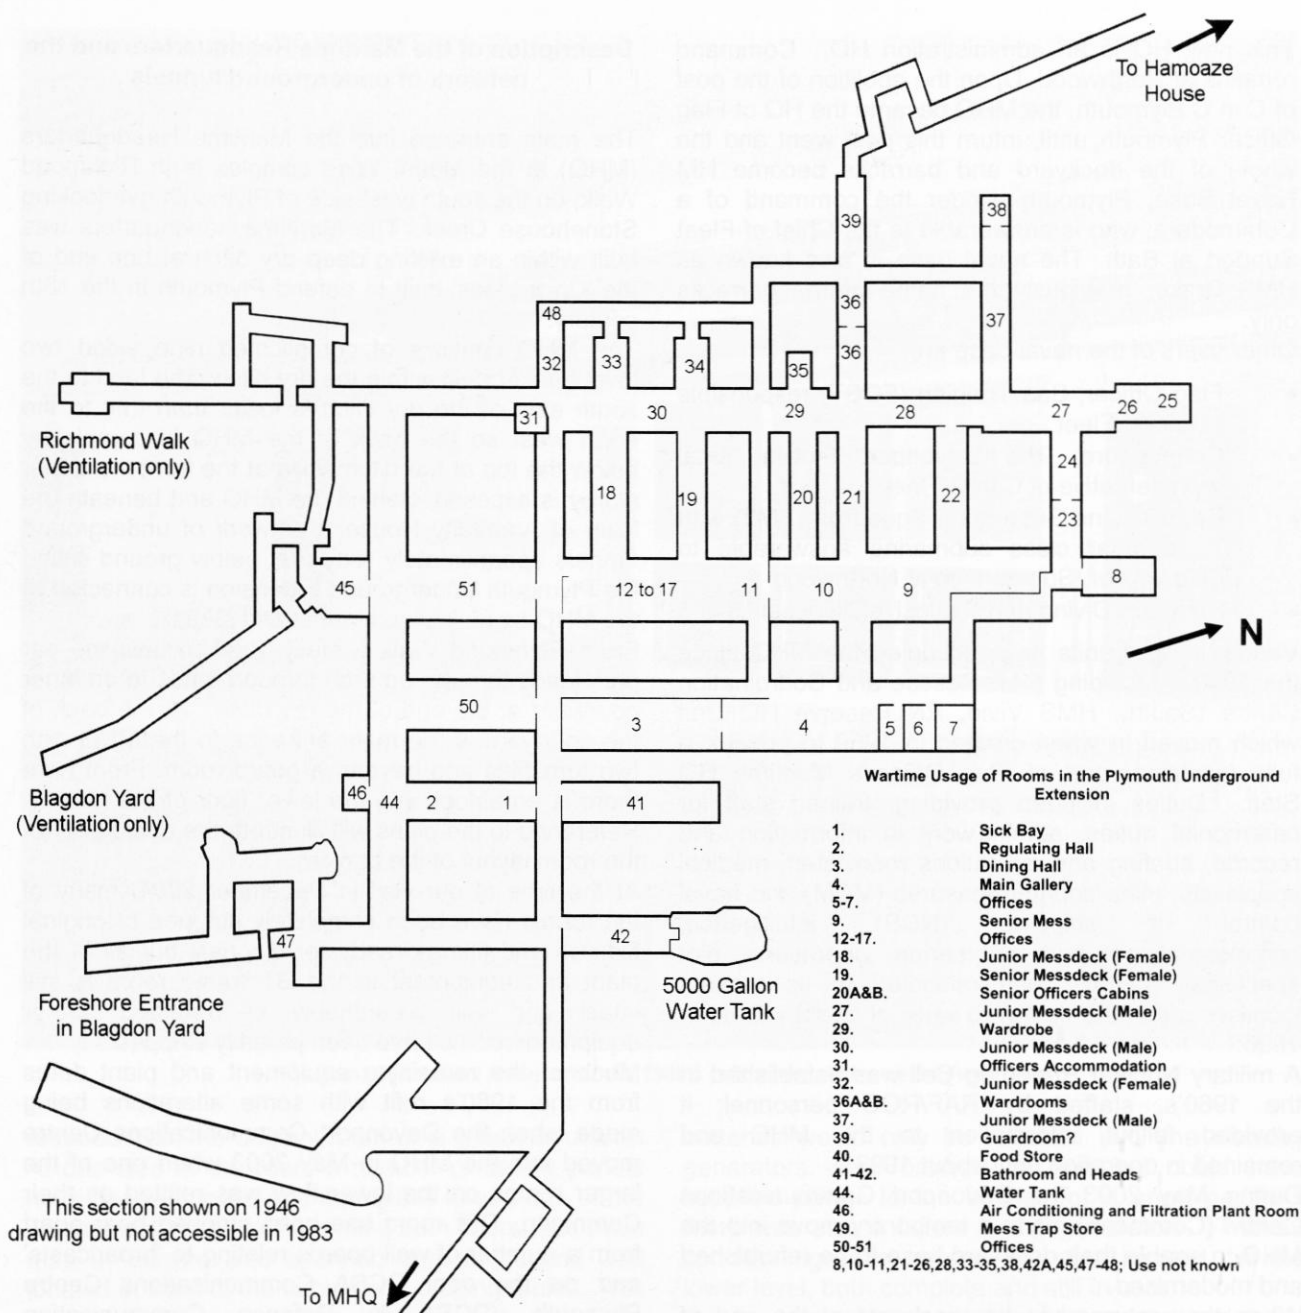 To Hamoaze
House
38
39
36
37
48
36
32
33
34
35
25
26
27
28
29
30
31
Richmond Walk
(Ventilation only)
24
18
19
20
21
22
23
8
45
51
12 to 17
11
10
9
N
50
3
4
5
6
7
Blagdon Yard
(Ventilation only)
46
44
2
1
41
47
42
5000 Gallon
Water Tank
Foreshore Entrance
in Blagdon Yard
This section shown on 1946
drawing but not accessible in 1983
To MHQ
Wartime Usage of Rooms in the Plymouth Underground
Extension
1. Sick Bay
2. Regulating Hall
3. Dining Hall
4. Main Gallery
5-7. Offices
9. Senior Mess
12-17. Offices
18. Junior Messdeck (Female)
19. Senior Messdeck (Female)
20A&B. Senior Officers Cabins
27. Junior Messdeck (Male)
29. Wardrobe
30. Junior Messdeck (Male)
31. Officers Accommodation
32. Junior Messdeck (Female)
36A&B. Wardrooms
37. Junior Messdeck (Male)
39. Guardroom?
40. Food Store
41-42. Bathroom and Heads
44. Water Tank
46. Air Conditioning and Filtration Plant Room
49. Mess Trap Store
50-51 Offices
8,10-11,21-26,28,33-35,38,42A,45,47-48; Use not known